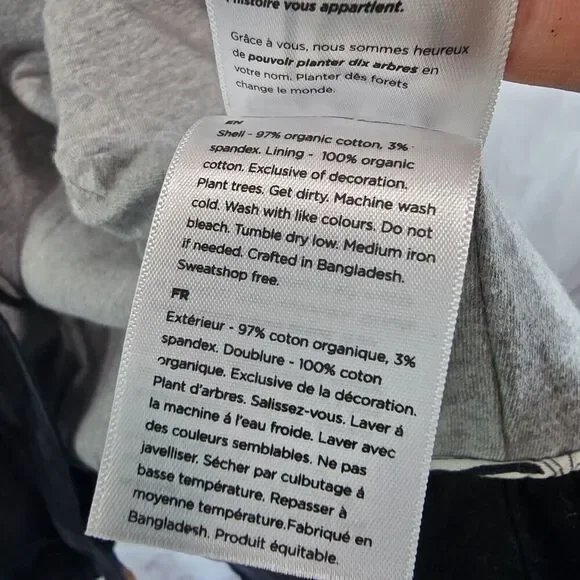 l'histoire vous appartient.
Grâce à vous, nous sommes heureux
de pouvoir planter dix arbres en
votre nom. Planter dês forets
change le monde.
EN
Shell - 97% organic cotton, 3%
spandex. Lining - 100% organic
cotton. Exclusive of decoration.
Plant trees. Get dirty. Machine wash
cold. Wash with like colours. Do not
bleach. Tumble dry low. Medium iron
if needed. Crafted in Bangladesh.
Sweatshop free.
FR
Extérieur - 97% coton organique, 3%
spandex. Doublure - 100% coton
organique. Exclusive de la décoration.
Plant d'arbres. Salissez-vous. Laver á
la machine á l'eau froide. Laver avec
des couleurs semblables. Ne pas
javelliser. Sécher par culbutage á
basse température. Repasser à
moyenne température.Fabriqué en
Bangladesh. Produit équitable.